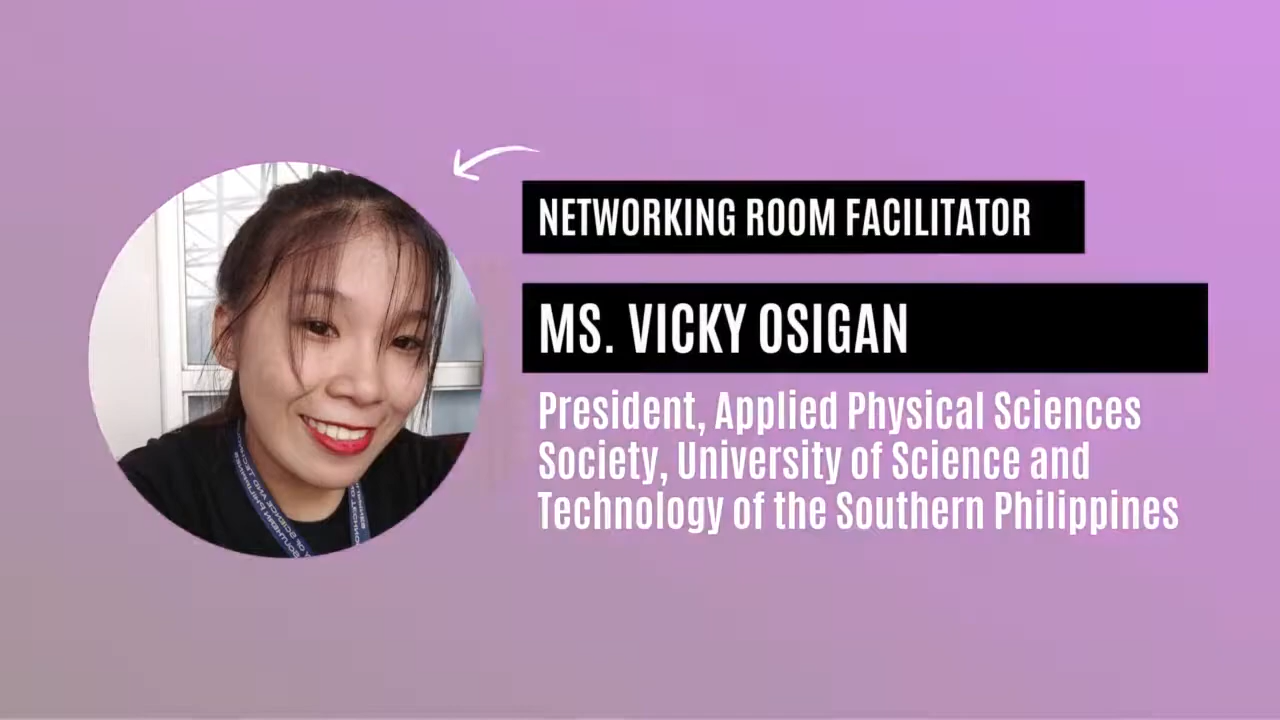 NETWORKING ROOM FACILITATOR
MS. VICKY OSIGAN
President, Applied Physical Sciences
Society, University of Science and
Technology of the Southern Philippines